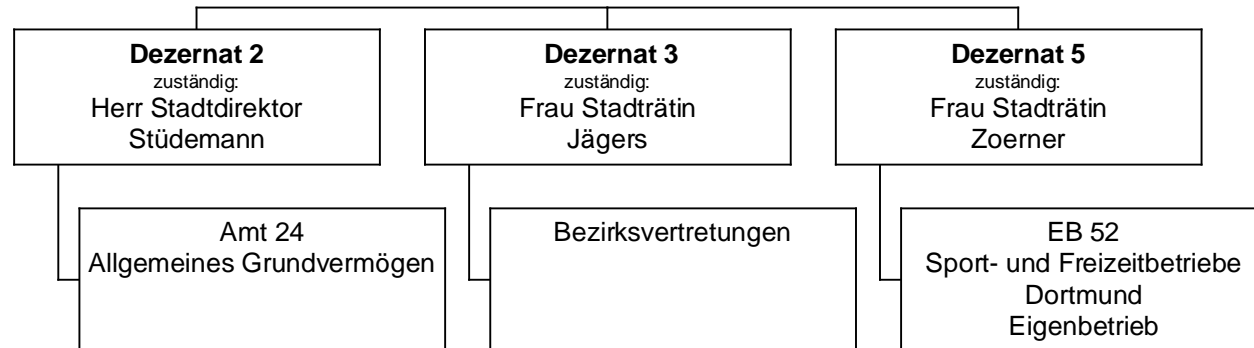 Dezernat 2
zuständig:
Herr Stadtdirektor
Stüdemann
Dezernat 3
zuständig:
Frau Stadträtin
Jägers
Dezernat 5
zuständig:
Frau Stadträtin
Zoerner
Amt 24
Allgemeines Grundvermögen
Bezirksvertretungen
EB 52
Sport- und Freizeitbetriebe
Dortmund
Eigenbetrieb